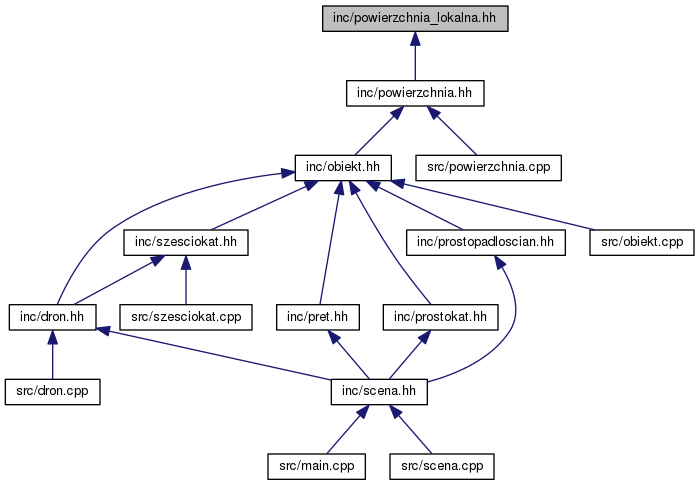 inc/powierzchnia_lokalna.hh
inc/powierzchnia.hh
inc/obiekt.hh
src/powierzchnia.cpp
inc/szesciokat.hh
inc/prostopadloscian.hh
src/obiekt.cpp
inc/dron.hh
src/szesciokat.cpp
inc/pret.hh
inc/prostokat.hh
src/dron.cpp
inc/scena.hh
src/main.cpp
src/scena.cpp